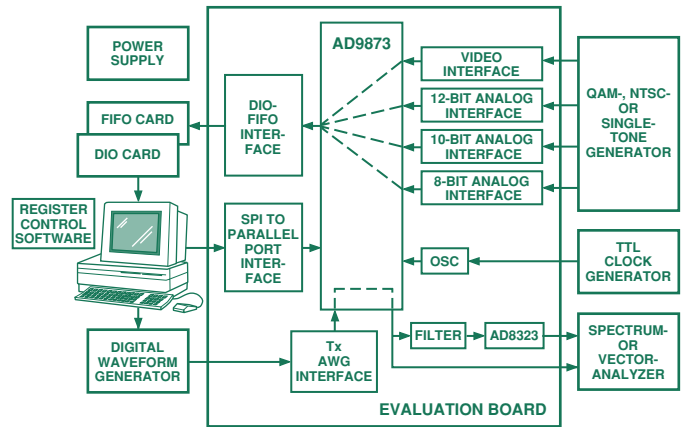 POWER
SUPPLY
FIFO CARD
DIO CARD
REGISTER
CONTROL
SOFTWARE
DIGITAL
WAVEFORM
GENERATOR
DIO-
FIFO
INTER-
FACE
SPI TO
PARALLEL
PORT
INTER-
FACE
Tx
AWG
INTERFACE
AD9873
VIDEO
INTERFACE
12-BIT ANALOG
INTERFACE
10-BIT ANALOG
INTERFACE
8-BIT ANALOG
INTERFACE
OSC
FILTER
AD8323
QAM-, NTSC-
OR
SINGLE-
TONE
GENERATOR
TTL
CLOCK
GENERATOR
SPECTRUM-
OR
VECTOR-
ANALYZER
EVALUATION BOARD